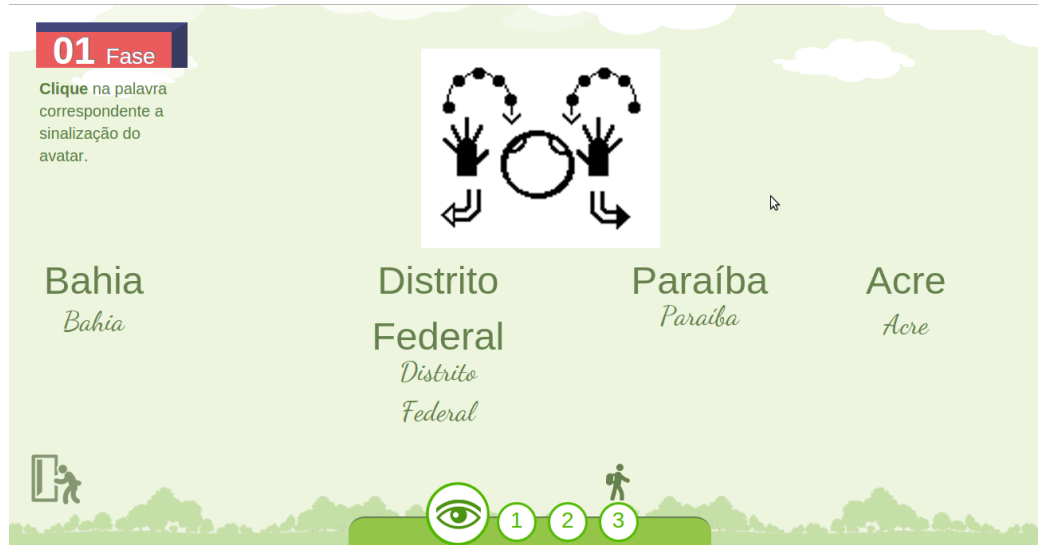 01 Fase
Clique na palavra
correspondente a
sinalização do
avatar.
Bahia
Bahia
Distrito
Federal
Distrito
Federal
Paraíba
Paraíba
Acre
Acre
1 2 3